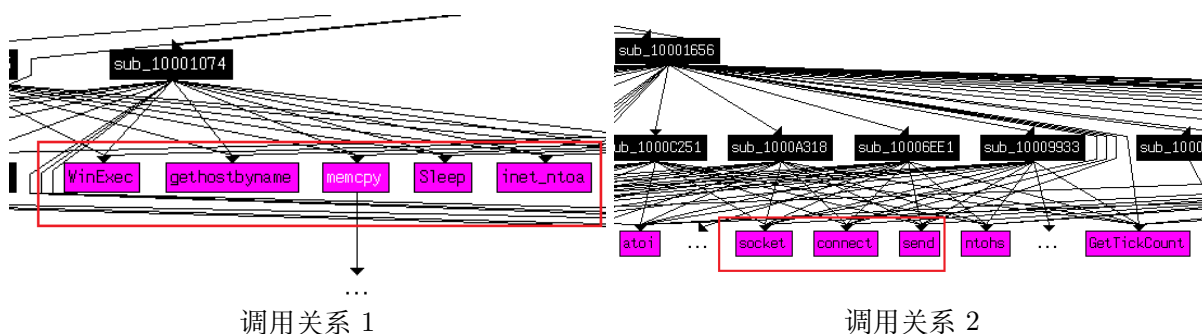 sub_10001074
WinExec
gethostbyname
memcpy
Sleep
inet_ntoa
...
调用关系 1
sub_10001656
sub_1000C251
sub_1000A318
sub_10006EE1
sub_10009933
sub_1000
atoi
...
socket
connect
send
ntohs
...
GetTickCount
调用关系 2